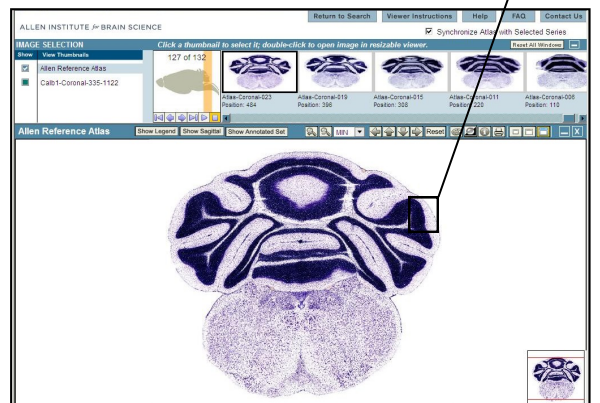 Return to Search Viewer Instructions Help FAQ Contact Us
ALLEN INSTITUTE for BRAIN SCIENCE
Synchronize Atlas with Selected Series
IMAGE SELECTION Click a thumbnail to select it; double-click to open image in resizable viewer. Reset All Windows
Show View Thumbnails
127 of 132
Allen Reference Atlas
Calb1-Coronal-335-1122
Atlas-Coronal-023 Atlas-Coronal-019 Atlas-Coronal-015 Atlas-Coronal-011 Atlas-Coronal-006
Position: 484 Position: 396 Position: 308 Position: 220 Position: 110
Allen Reference Atlas Show Legend Show Sagittal Show Annotated Set MIN Reset X